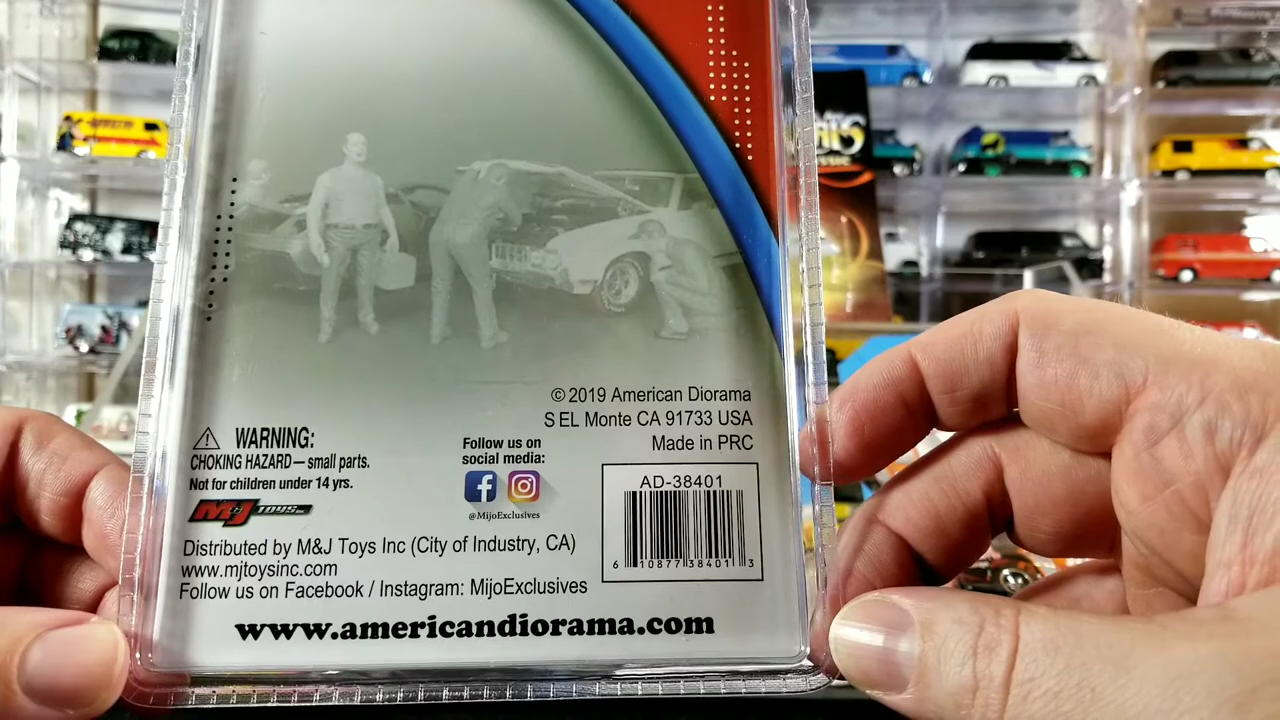 © 2019 American Diorama
S EL Monte CA 91733 USA
Made in PRC
WARNING:
CHOKING HAZARD — small parts.
Not for children under 14 yrs.
Follow us on
social media:
@MijoExclusives
AD-38401
6 10877 38401 3
M&J TOYS INC
Distributed by M&J Toys Inc (City of Industry, CA)
www.mjtoysinc.com
Follow us on Facebook / Instagram: MijoExclusives
www.americandiorama.com